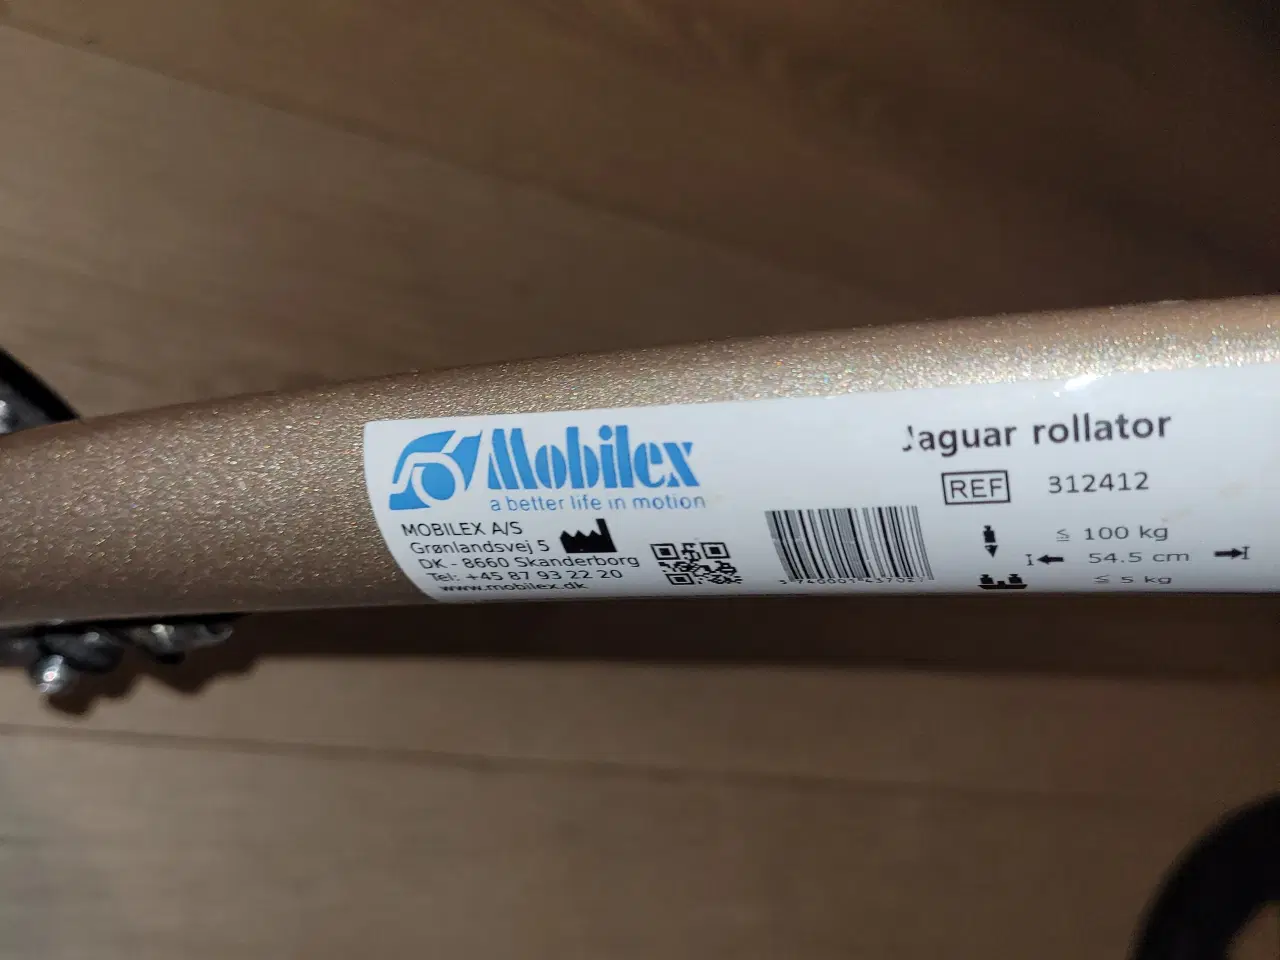 Mobilex
a better life in motion
MOBILEX A/S
Grønlandsvej 5
DK - 8660 Skanderborg
Tel: +45 87 93 22 20
www.mobilex.dk
Jaguar rollator
REF 312412
≤ 100 kg
54.5 cm
≤ 5 kg